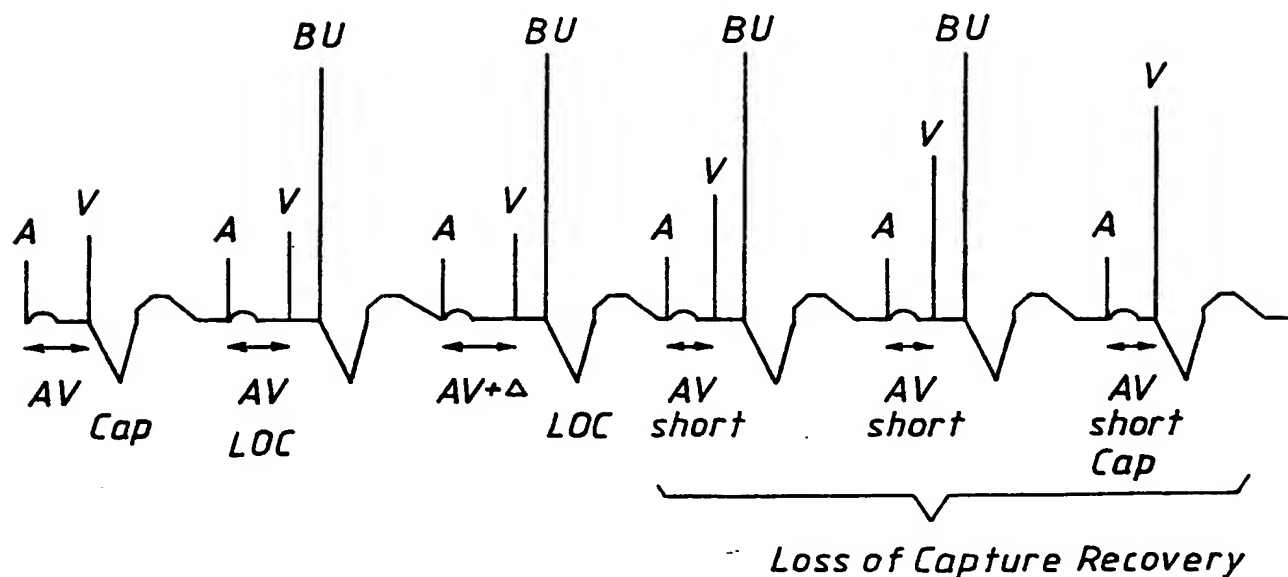 BU BU BU BU
V
V V
A V A V A V A A A
AV AV AV+Δ AV AV AV
Cap LOC LOC short short short
Cap
Loss of Capture Recovery